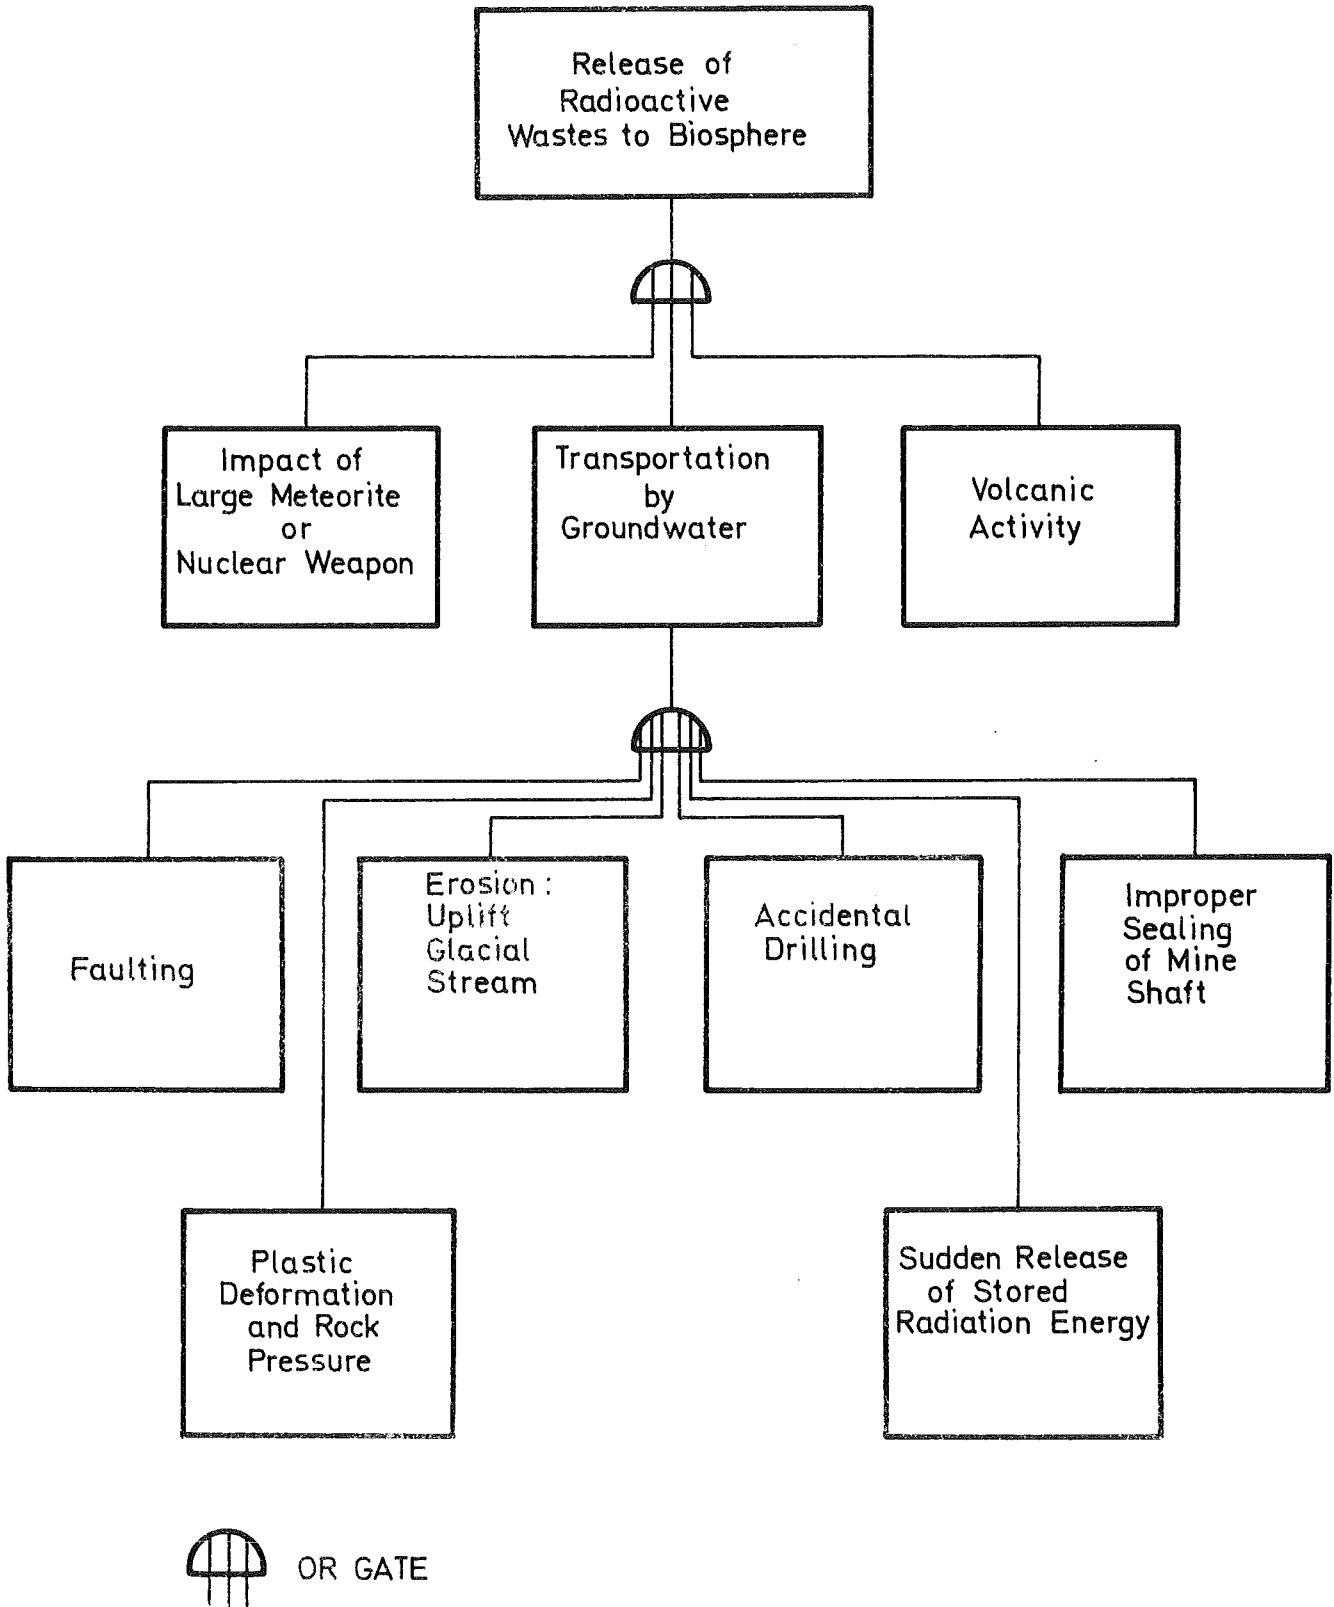 Release of
Radioactive
Wastes to Biosphere
Impact of
Large Meteorite
or
Nuclear Weapon
Transportation
by
Groundwater
Volcanic
Activity
Faulting
Erosion:
Uplift
Glacial
Stream
Accidental
Drilling
Improper
Sealing
of Mine
Shaft
Plastic
Deformation
and Rock
Pressure
Sudden Release
of Stored
Radiation Energy
OR GATE